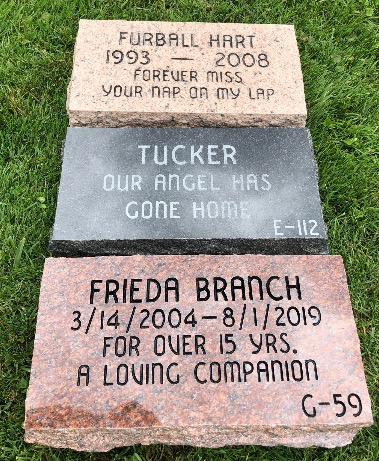 FURBALL HART
1993 — 2008
FOREVER MISS
YOUR NAP ON MY LAP
TUCKER
OUR ANGEL HAS
GONE HOME
E-112
FRIEDA BRANCH
3/14/2004-8/1/2019
FOR OVER 15 YRS.
A LOVING COMPANION
G-59